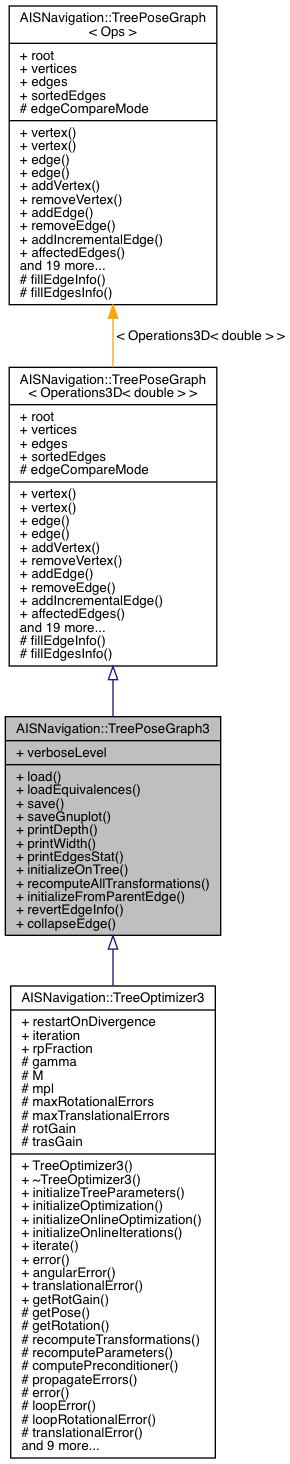 AISNavigation::TreePoseGraph
< Ops >
+ root
+ vertices
+ edges
+ sortedEdges
# edgeCompareMode
+ vertex()
+ vertex()
+ edge()
+ edge()
+ addVertex()
+ removeVertex()
+ addEdge()
+ removeEdge()
+ addIncrementalEdge()
+ affectedEdges()
and 19 more...
# fillEdgeInfo()
# fillEdgesInfo()
< Operations3D< double > >
AISNavigation::TreePoseGraph
< Operations3D< double > >
+ root
+ vertices
+ edges
+ sortedEdges
# edgeCompareMode
+ vertex()
+ vertex()
+ edge()
+ edge()
+ addVertex()
+ removeVertex()
+ addEdge()
+ removeEdge()
+ addIncrementalEdge()
+ affectedEdges()
and 19 more...
# fillEdgeInfo()
# fillEdgesInfo()
AISNavigation::TreePoseGraph3
+ verboseLevel
+ load()
+ loadEquivalences()
+ save()
+ saveGnuplot()
+ printDepth()
+ printWidth()
+ printEdgesStat()
+ initializeOnTree()
+ recomputeAllTransformations()
+ initializeFromParentEdge()
+ revertEdgeInfo()
+ collapseEdge()
AISNavigation::TreeOptimizer3
+ restartOnDivergence
+ iteration
+ rpFraction
# gamma
# M
# mpl
# maxRotationalErrors
# maxTranslationalErrors
# rotGain
# trasGain
+ TreeOptimizer3()
+ ~TreeOptimizer3()
+ initializeTreeParameters()
+ initializeOptimization()
+ initializeOnlineOptimization()
+ initializeOnlineIterations()
+ iterate()
+ error()
+ angularError()
+ translationalError()
+ getRotGain()
# getPose()
# getRotation()
# recomputeTransformations()
# recomputeParameters()
# computePreconditioner()
# propagateErrors()
# error()
# loopError()
# loopRotationalError()
# translationalError()
and 9 more...